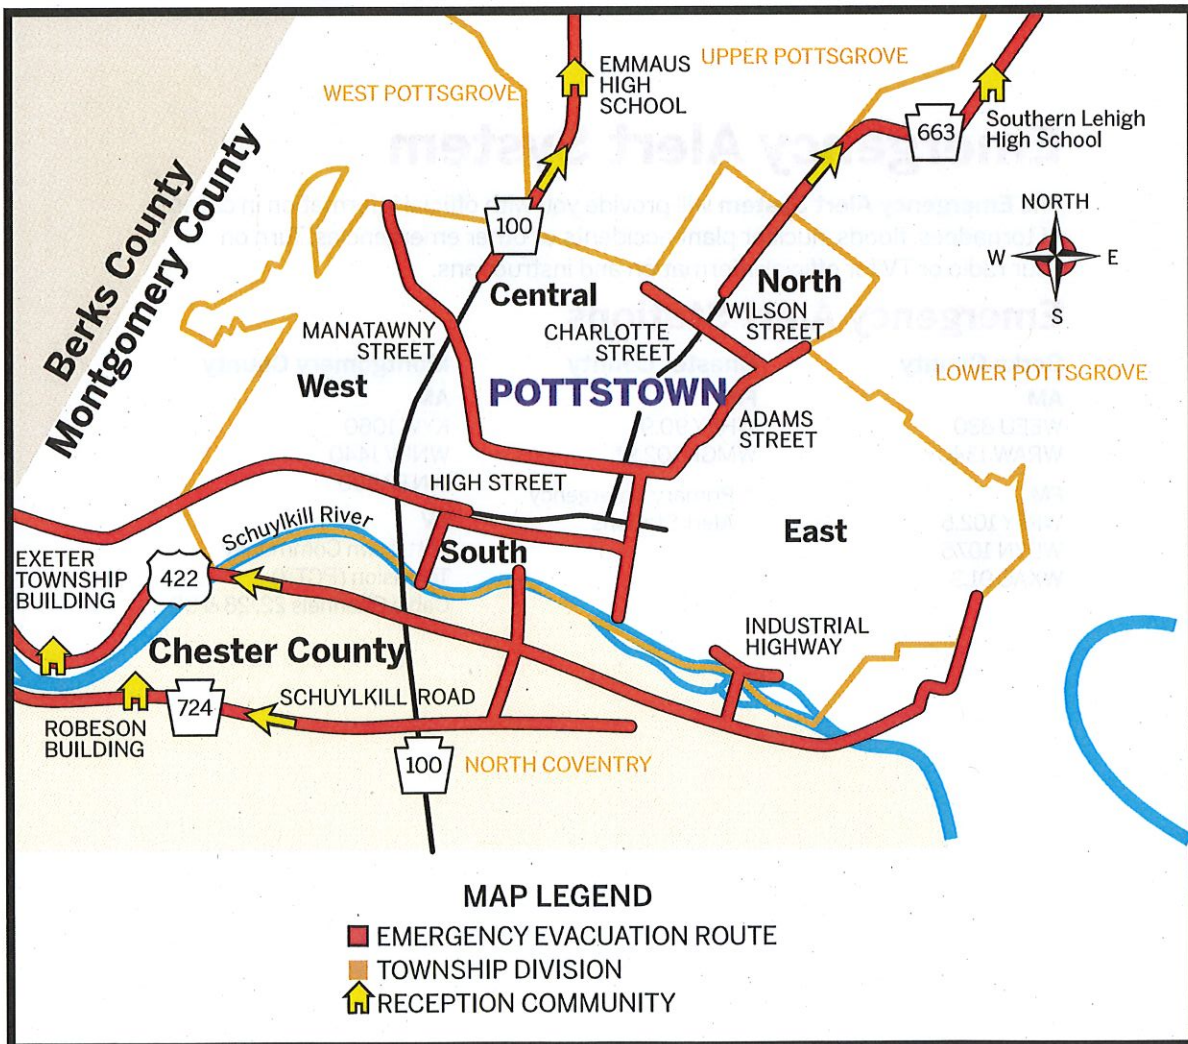 EMMAUS
HIGH
SCHOOL
UPPER POTTSGROVE
WEST POTTSGROVE
663
Southern Lehigh
High School
Berks County
Montgomery County
NORTH
W
E
S
100
Central
North
MANATAWNY
STREET
CHARLOTTE
STREET
WILSON
STREET
West
POTTSTOWN
LOWER POTTSGROVE
ADAMS
STREET
HIGH STREET
Schuylkill River
South
East
EXETER
TOWNSHIP
BUILDING
422
INDUSTRIAL
HIGHWAY
Chester County
724
SCHUYLKILL ROAD
ROBESON
BUILDING
100
NORTH COVENTRY
MAP LEGEND
EMERGENCY EVACUATION ROUTE
TOWNSHIP DIVISION
RECEPTION COMMUNITY